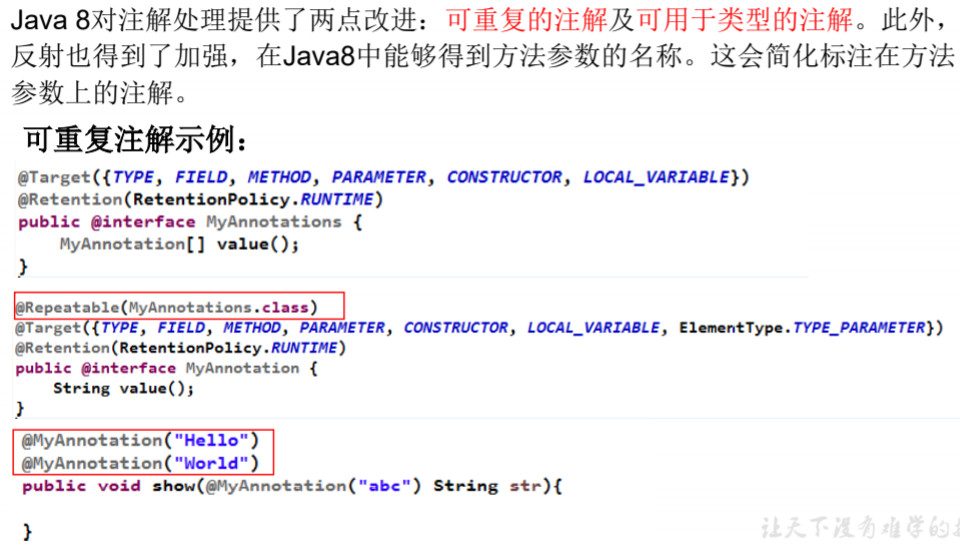 Java 8对注解处理提供了两点改进：可重复的注解及可用于类型的注解。此外，
反射也得到了加强，在Java8中能够得到方法参数的名称。这会简化标注在方法
参数上的注解。
可重复注解示例：
@Target({TYPE, FIELD, METHOD, PARAMETER, CONSTRUCTOR, LOCAL_VARIABLE})
@Retention(RetentionPolicy.RUNTIME)
public @interface MyAnnotations {
    MyAnnotation[] value();
}
@Repeatable(MyAnnotations.class)
@Target({TYPE, FIELD, METHOD, PARAMETER, CONSTRUCTOR, LOCAL_VARIABLE, ElementType.TYPE_PARAMETER})
@Retention(RetentionPolicy.RUNTIME)
public @interface MyAnnotation {
    String value();
}
@MyAnnotation("Hello")
@MyAnnotation("World")
public void show(@MyAnnotation("abc") String str){
}
让天下没有难学的